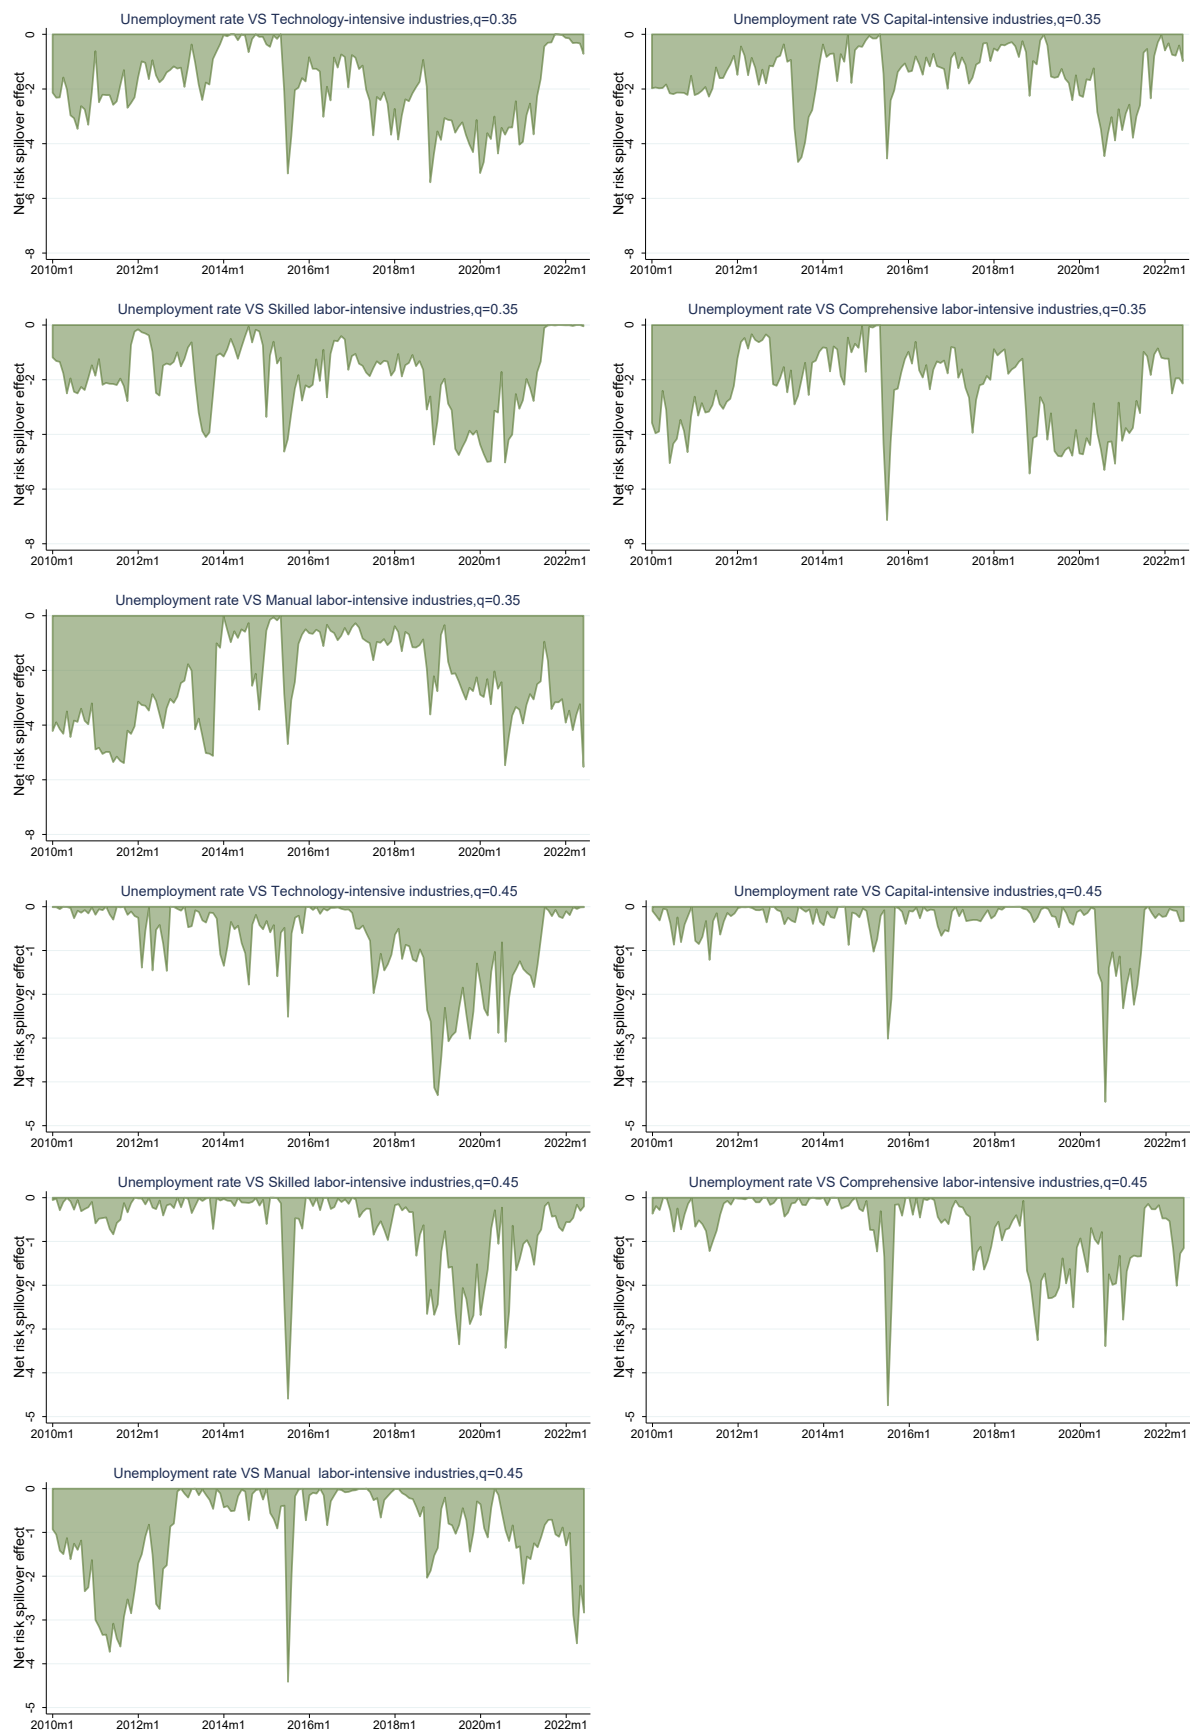 Unemployment rate VS Technology-intensive industries,q=0.35
Net risk spillover effect
0
-2
-4
-6
-8
2010m1 2012m1 2014m1 2016m1 2018m1 2020m1 2022m1
Unemployment rate VS Capital-intensive industries,q=0.35
Net risk spillover effect
0
-2
-4
-6
-8
2010m1 2012m1 2014m1 2016m1 2018m1 2020m1 2022m1
Unemployment rate VS Skilled labor-intensive industries,q=0.35
Net risk spillover effect
0
-2
-4
-6
-8
2010m1 2012m1 2014m1 2016m1 2018m1 2020m1 2022m1
Unemployment rate VS Comprehensive labor-intensive industries,q=0.35
Net risk spillover effect
0
-2
-4
-6
-8
2010m1 2012m1 2014m1 2016m1 2018m1 2020m1 2022m1
Unemployment rate VS Manual labor-intensive industries,q=0.35
Net risk spillover effect
0
-2
-4
-6
-8
2010m1 2012m1 2014m1 2016m1 2018m1 2020m1 2022m1
Unemployment rate VS Technology-intensive industries,q=0.45
Net risk spillover effect
0
-1
-2
-3
-4
-5
2010m1 2012m1 2014m1 2016m1 2018m1 2020m1 2022m1
Unemployment rate VS Capital-intensive industries,q=0.45
Net risk spillover effect
0
-1
-2
-3
-4
-5
2010m1 2012m1 2014m1 2016m1 2018m1 2020m1 2022m1
Unemployment rate VS Skilled labor-intensive industries,q=0.45
Net risk spillover effect
0
-1
-2
-3
-4
-5
2010m1 2012m1 2014m1 2016m1 2018m1 2020m1 2022m1
Unemployment rate VS Comprehensive labor-intensive industries,q=0.45
Net risk spillover effect
0
-1
-2
-3
-4
-5
2010m1 2012m1 2014m1 2016m1 2018m1 2020m1 2022m1
Unemployment rate VS Manual  labor-intensive industries,q=0.45
Net risk spillover effect
0
-1
-2
-3
-4
-5
2010m1 2012m1 2014m1 2016m1 2018m1 2020m1 2022m1